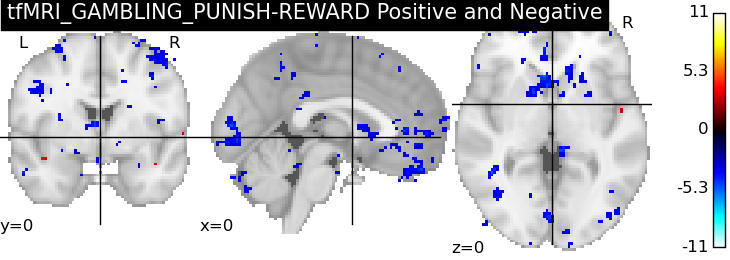 tfMRI_GAMBLING_PUNISH-REWARD Positive and Negative
L
R
R
y=0
x=0
z=0
11
5.3
0
-5.3
-11